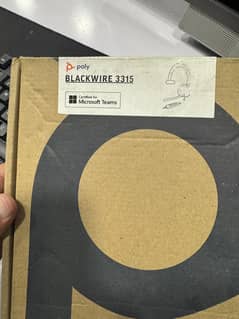 poly
BLACKWIRE 3315
Certified for
Microsoft Teams